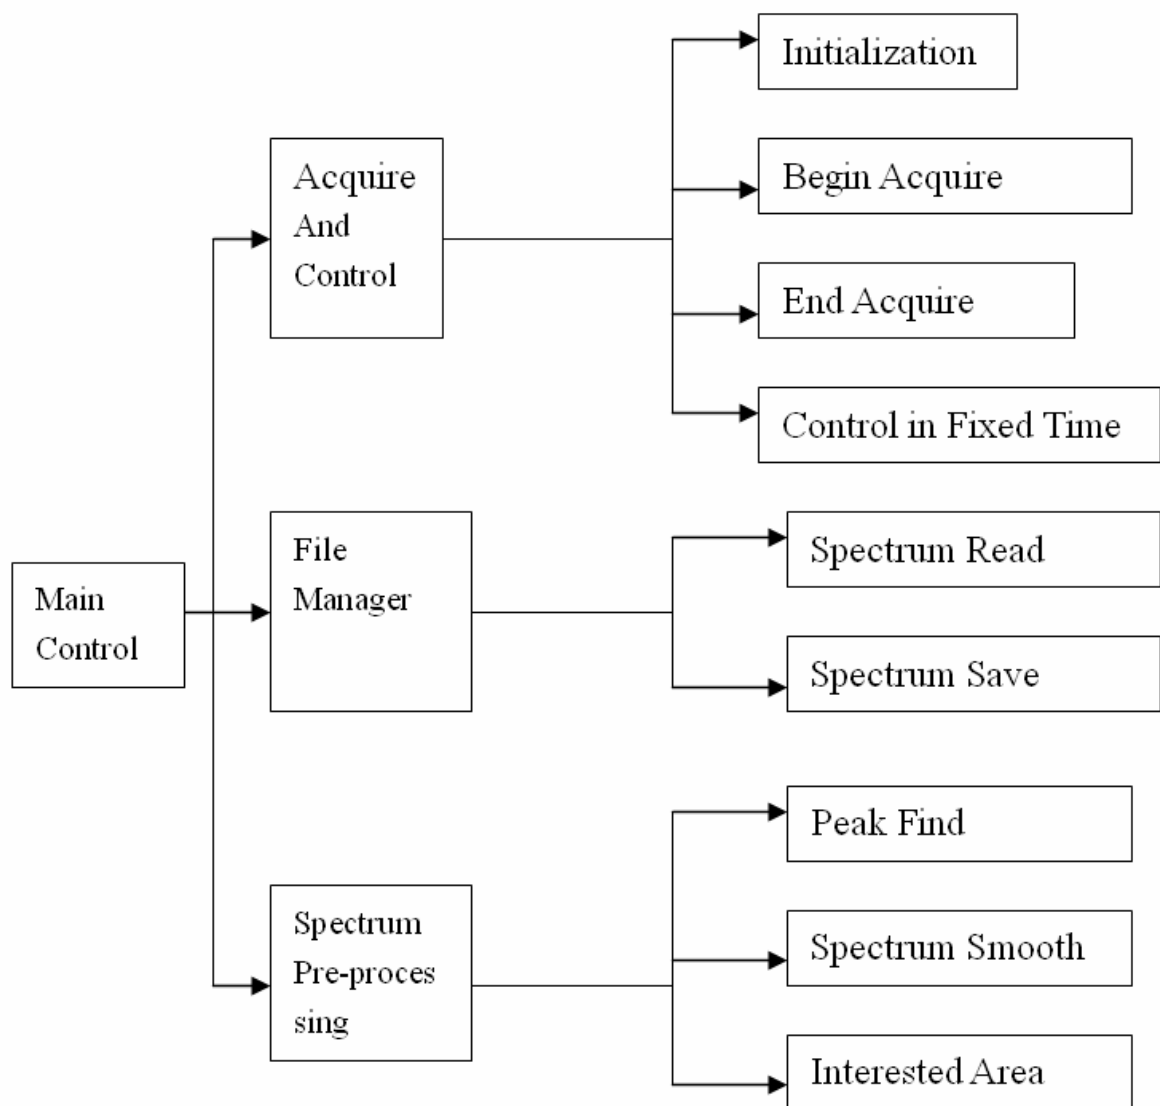 Initialization
Acquire
And
Control
Begin Acquire
End Acquire
Control in Fixed Time
File
Manager
Spectrum Read
Main
Control
Spectrum Save
Peak Find
Spectrum
Pre-proces
sing
Spectrum Smooth
Interested Area